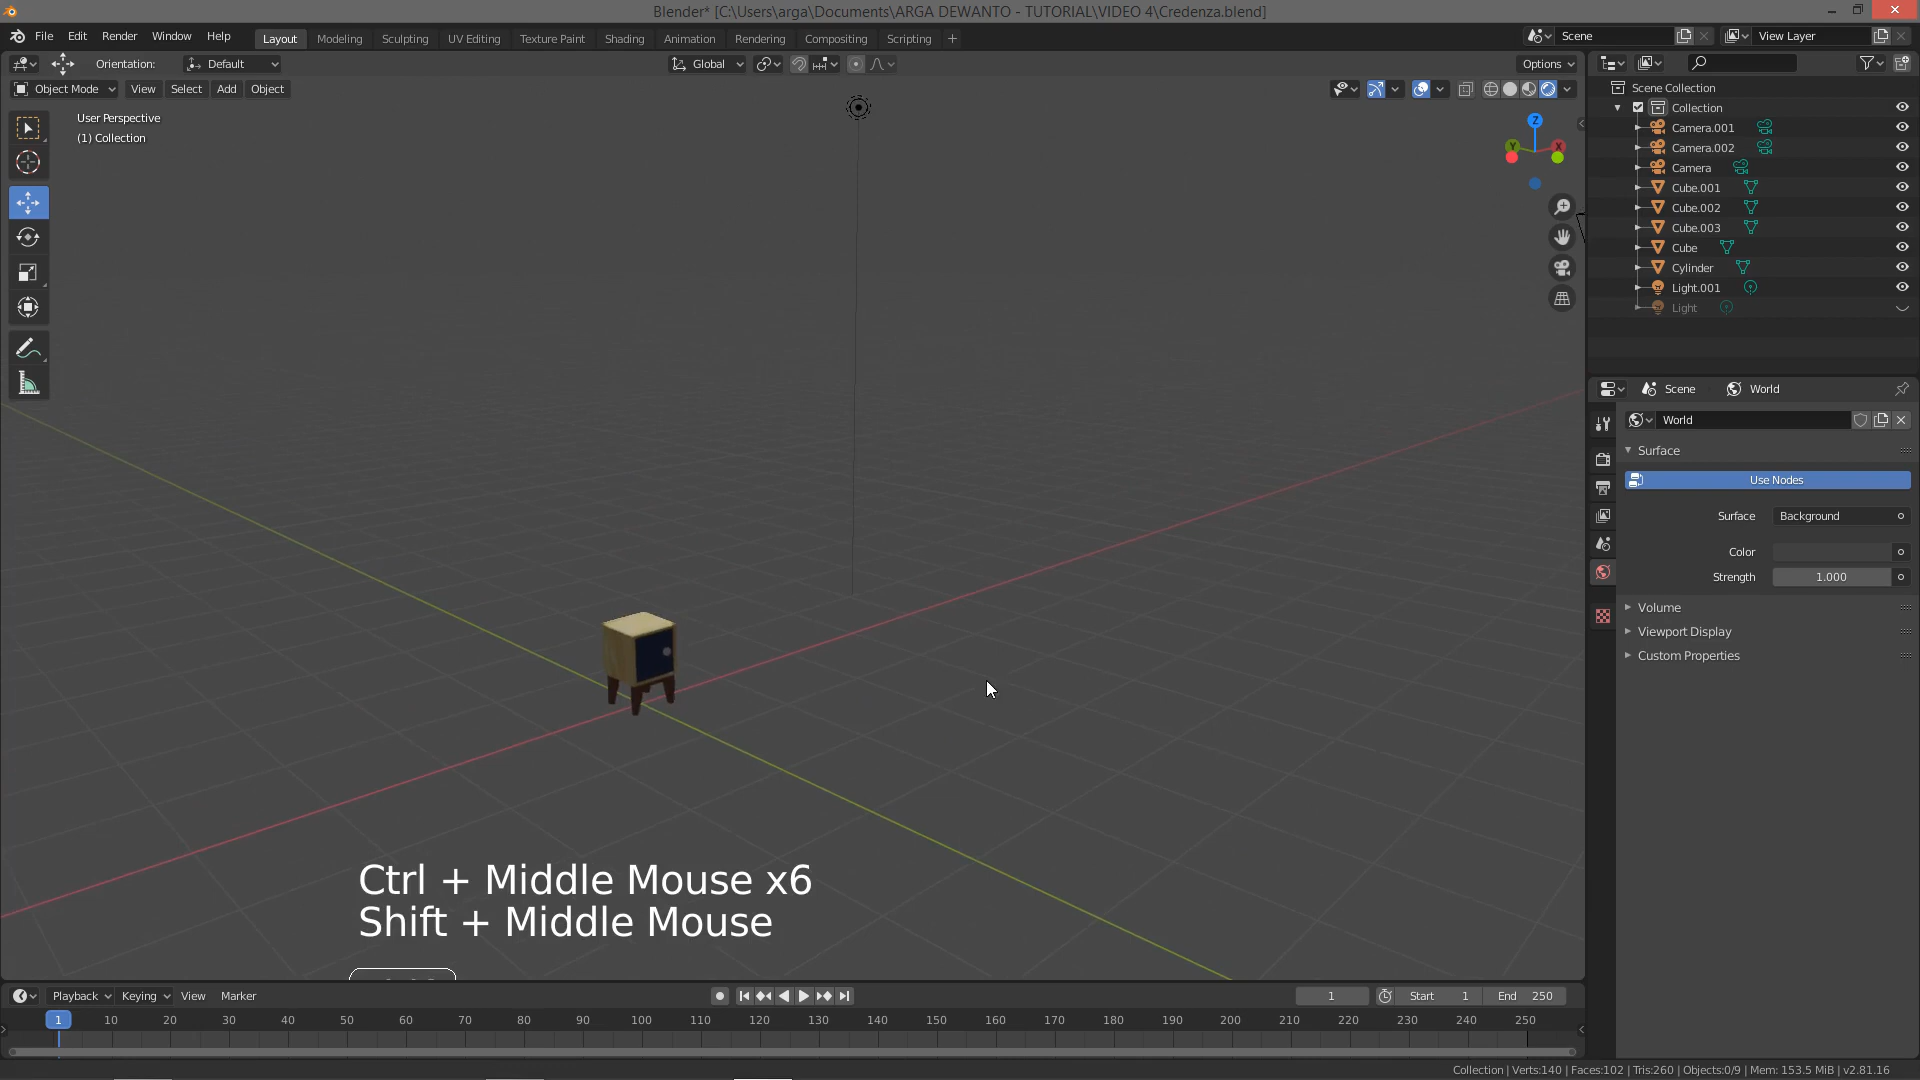 Blender* [C:\Users\arga\Documents\ARGA DEWANTO - TUTORIAL\VIDEO 4\Credenza.blend]
File Edit Render Window Help
Layout Modeling Sculpting UV Editing Texture Paint Shading Animation Rendering Compositing Scripting +
Scene
View Layer
Orientation: Default
Global
Options
Object Mode View Select Add Object
User Perspective
(1) Collection
Z
Y
X
Scene Collection
Collection
Camera.001
Camera.002
Camera
Cube.001
Cube.002
Cube.003
Cube
Cylinder
Light.001
Light
Scene World
World
Surface
Use Nodes
Surface Background
Color
Strength 1.000
Volume
Viewport Display
Custom Properties
Ctrl + Middle Mouse x6
Shift + Middle Mouse
Playback Keying View Marker
1 Start 1 End 250
1 10 20 30 40 50 60 70 80 90 100 110 120 130 140 150 160 170 180 190 200 210 220 230 240 250
Collection | Verts:140 | Faces:102 | Tris:260 | Objects:0/9 | Mem: 153.5 MiB | v2.81.16